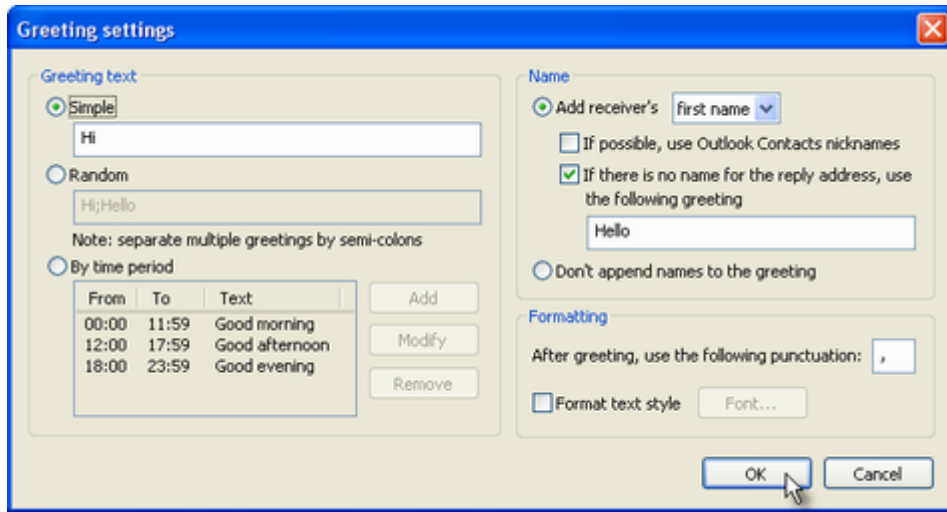 Greeting settings
Greeting text
Simple
Hi
Random
Hi;Hello
Note: separate multiple greetings by semi-colons
By time period
From To Text
00:00 11:59 Good morning
12:00 17:59 Good afternoon
18:00 23:59 Good evening
Add
Modify
Remove
Name
Add receiver's first name
If possible, use Outlook Contacts nicknames
If there is no name for the reply address, use
the following greeting
Hello
Don't append names to the greeting
Formatting
After greeting, use the following punctuation: ,
Format text style Font...
OK Cancel